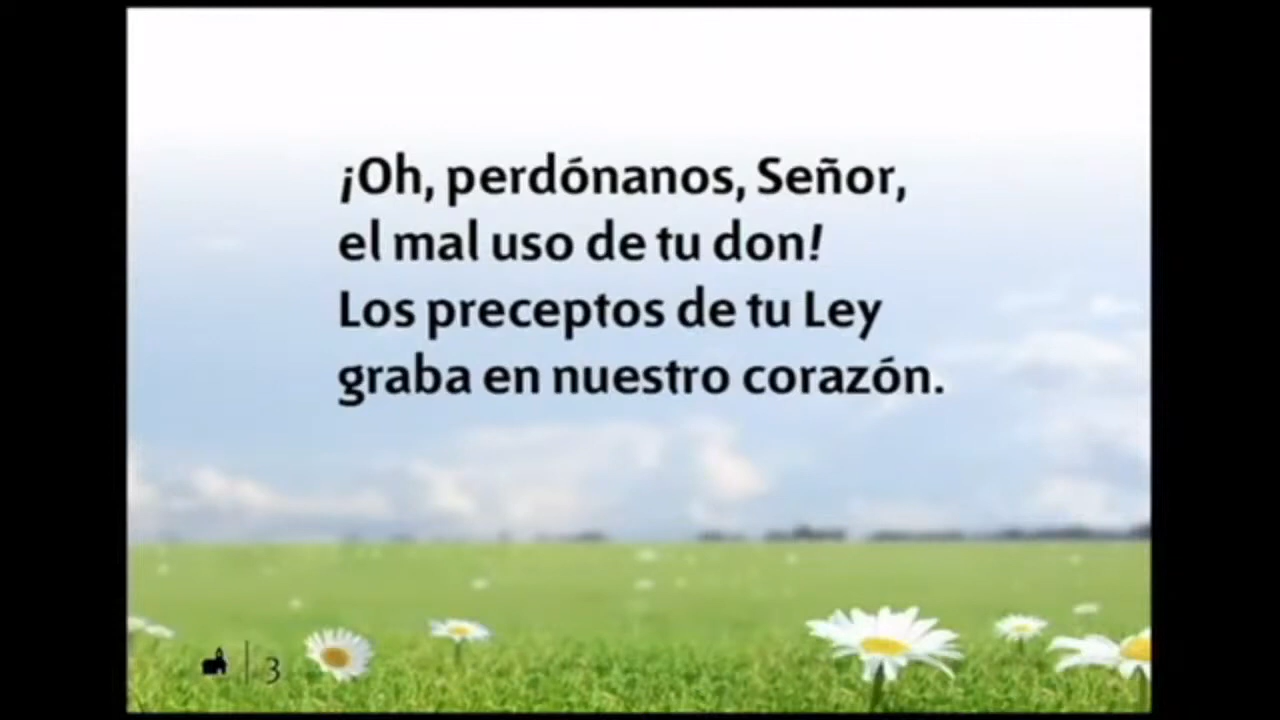 ¡Oh, perdónanos, Señor,
el mal uso de tu don!
Los preceptos de tu Ley
graba en nuestro corazón.
3